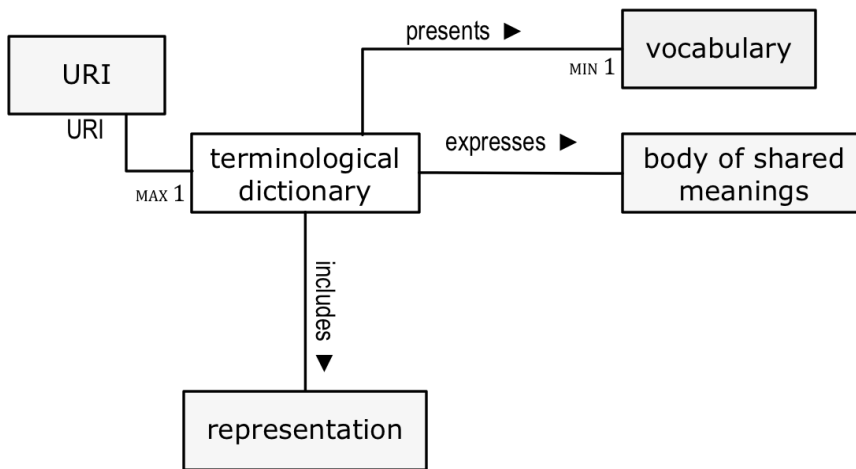 presents ►
URI
MIN 1
vocabulary
URI
terminological
dictionary
MAX 1
expresses ►
body of shared
meanings
includes ►
representation